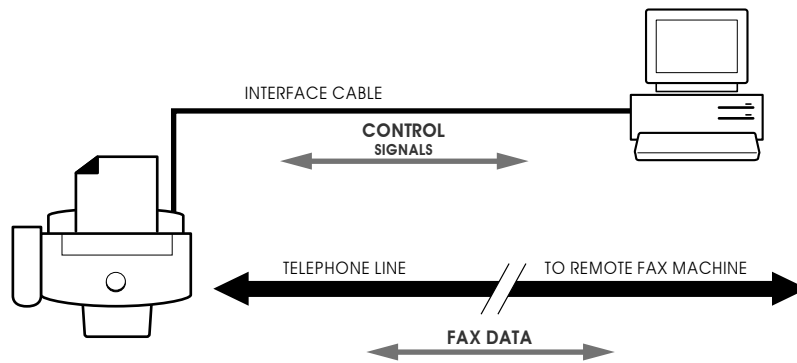 INTERFACE CABLE
CONTROL
SIGNALS
TELEPHONE LINE
TO REMOTE FAX MACHINE
FAX DATA